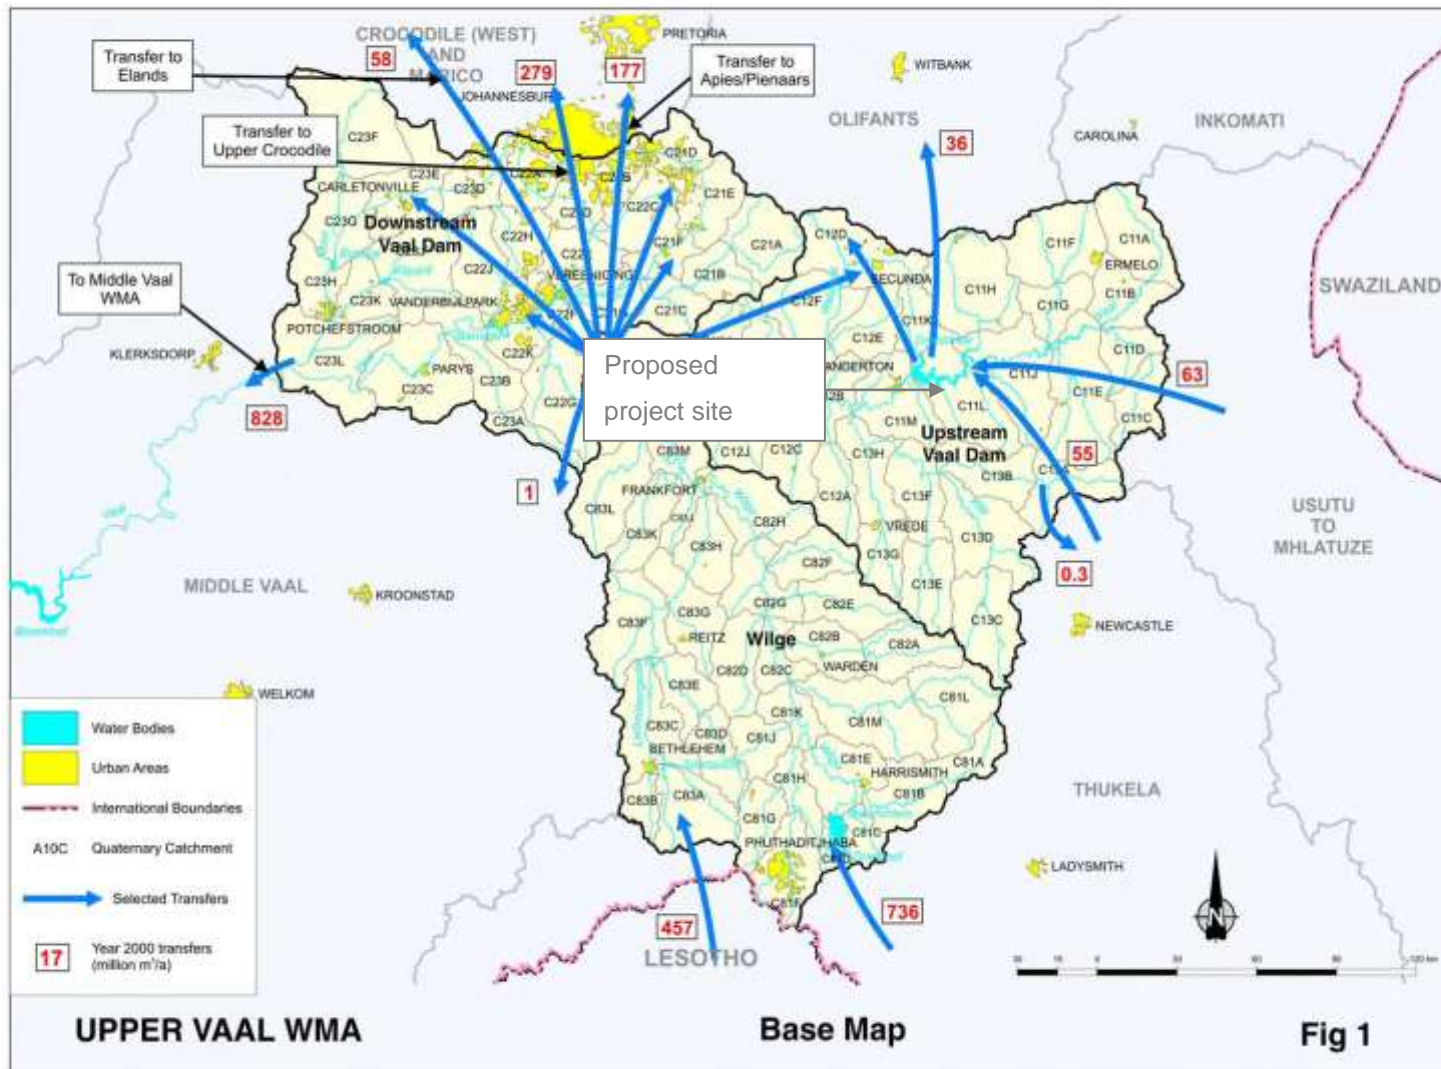 CROCODILE (WEST)
AND
MARICO
PRETORIA
Transfer to
Elands
58
279
177
Transfer to
Apies/Pienaars
WITBANK
JOHANNESBUR
OLIFANTS
36
CAROLINA
INKOMATI
Transfer to
Upper Crocodile
C23F
C23E
C23D
C22A
C21D
C21E
CARLETONVILLE
C22C
C23G
Downstream
Vaal Dam
C22H
C21F
C21A
C12D
C11F
C11A
ERMELO
C22J
VEREENIGING
C21B
SECUNDA
C11H
C11B
SWAZILAND
To Middle Vaal
WMA
C23H
C23K
VANDERBIJLPARK
C21C
C12F
C11G
POTCHEFSTROOM
C11K
KLERKSDORP
C23L
C22K
C12E
C11D
PARYS
C23B
Proposed
project site
C11J
63
C23C
C11L
C11E
828
C23A
C22G
C11M
C11C
Upstream
Vaal Dam
C83M
C12J
C12C
C13H
55
1
FRANKFORT
C13B
C83L
C12A
C13F
USUTU
TO
MHLATUZE
C83K
C82H
VREDE
C83H
C13D
C13G
C82F
0.3
MIDDLE VAAL
KROONSTAD
C13E
C83F
C83G
C82G
C82E
C13C
NEWCASTLE
REITZ
Wilge
C82B
C82A
C82D
C82C
WARDEN
WELKOM
C83E
C81L
C81K
C83C
C83D
C81J
C81M
Water Bodies
BETHLEHEM
C81E
C81A
Urban Areas
C81H
HARRISMITH
C83B
C83A
C81B
THUKELA
International Boundaries
C81G
C81C
A10C
Quaternary Catchment
PHUTHADITJHABA
LADYSMITH
Selected Transfers
457
736
N
17
Year 2000 transfers
(million m³/a)
LESOTHO
UPPER VAAL WMA
Base Map
Fig 1